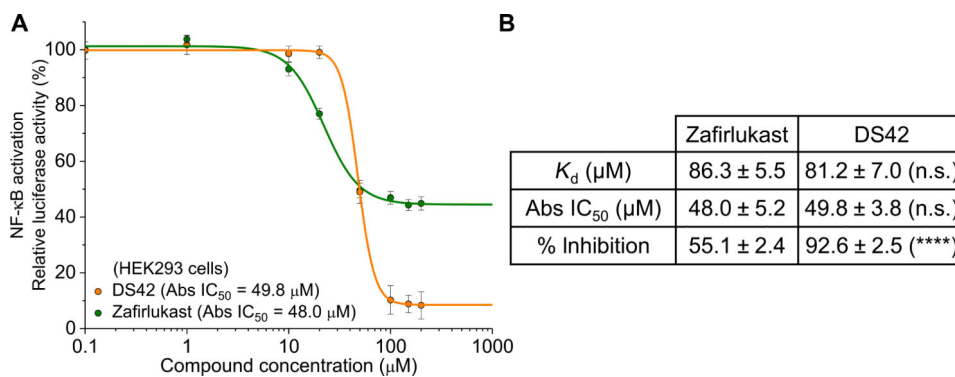 A
NF-κB activation
Relative luciferase activity (%)
100
80
60
40
20
0
(HEK293 cells)
DS42 (Abs IC50 = 49.8 μM)
Zafirlukast (Abs IC50 = 48.0 μM)
0.1 1 10 100 1000
Compound concentration (μM)
B
Zafirlukast DS42
Kd (μM) 86.3 ± 5.5 81.2 ± 7.0 (n.s.)
Abs IC50 (μM) 48.0 ± 5.2 49.8 ± 3.8 (n.s.)
% Inhibition 55.1 ± 2.4 92.6 ± 2.5 (****)